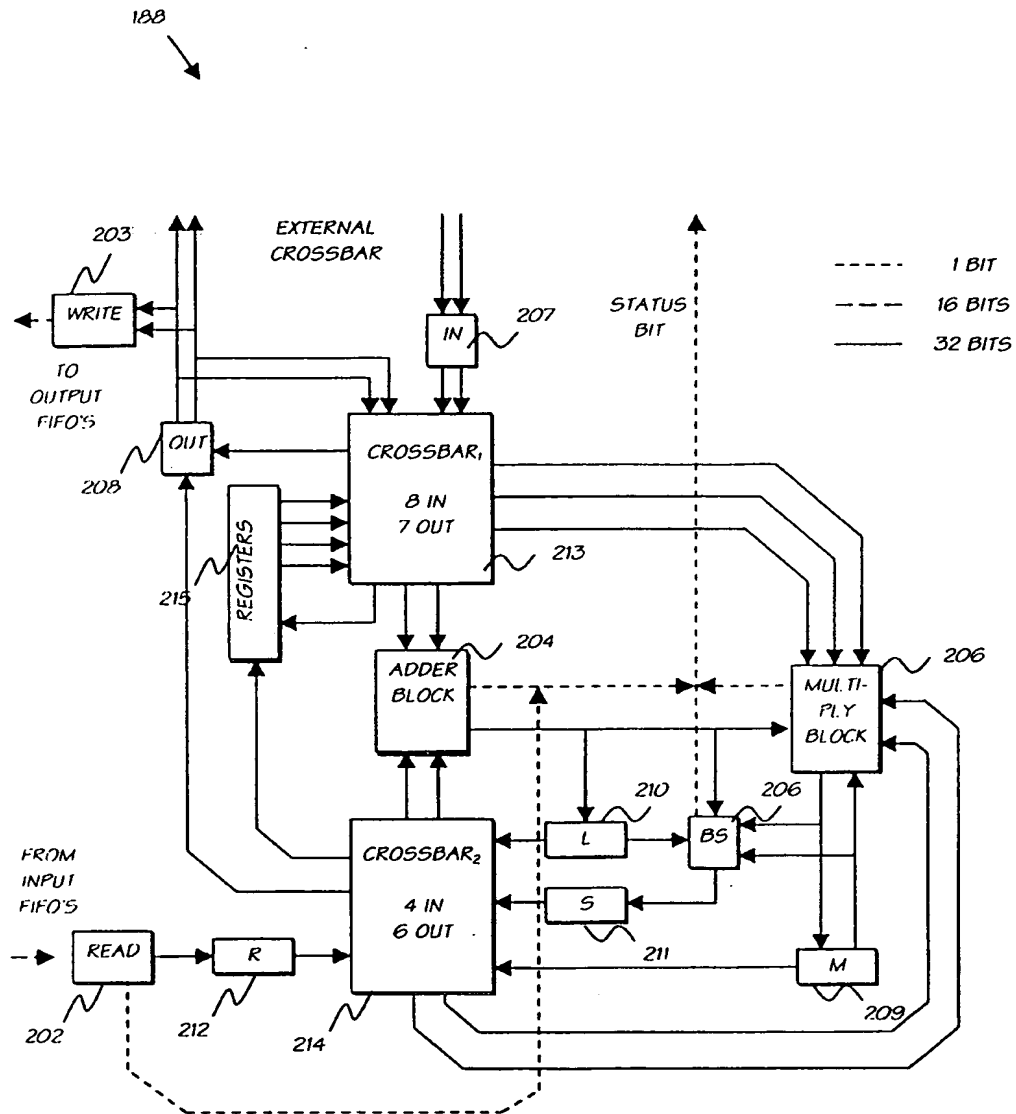 188
203
WRITE
EXTERNAL
CROSSBAR
IN
207
STATUS
BIT
1 BIT
16 BITS
32 BITS
TO
OUTPUT
FIFO'S
OUT
208
CROSSBAR1
8 IN
7 OUT
213
REGISTERS
215
204
ADDER
BLOCK
206
MULTI-
PLY
BLOCK
210
L
206
BS
FROM
INPUT
FIFO'S
CROSSBAR2
4 IN
6 OUT
S
211
READ
R
M
209
202
212
214